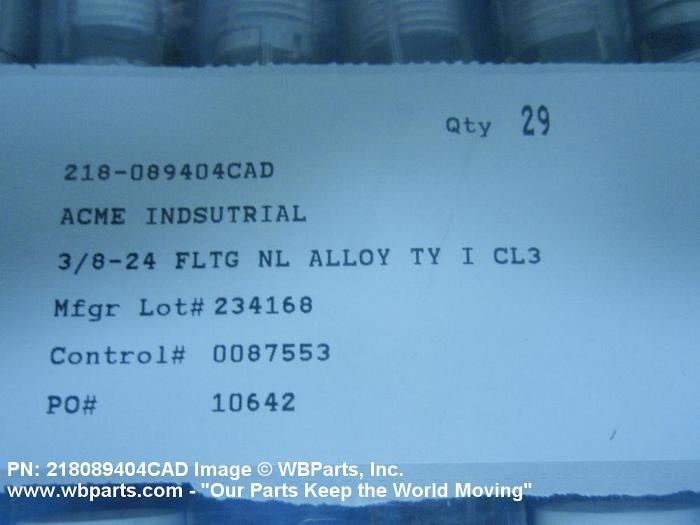 Qty 29
218-089404CAD
ACME INDSUTRIAL
3/8-24 FLTG NL ALLOY TY I CL3
Mfgr Lot# 234168
Control# 0087553
PO# 10642
PN: 218089404CAD Image © WBParts, Inc.
www.wbparts.com - "Our Parts Keep the World Moving"